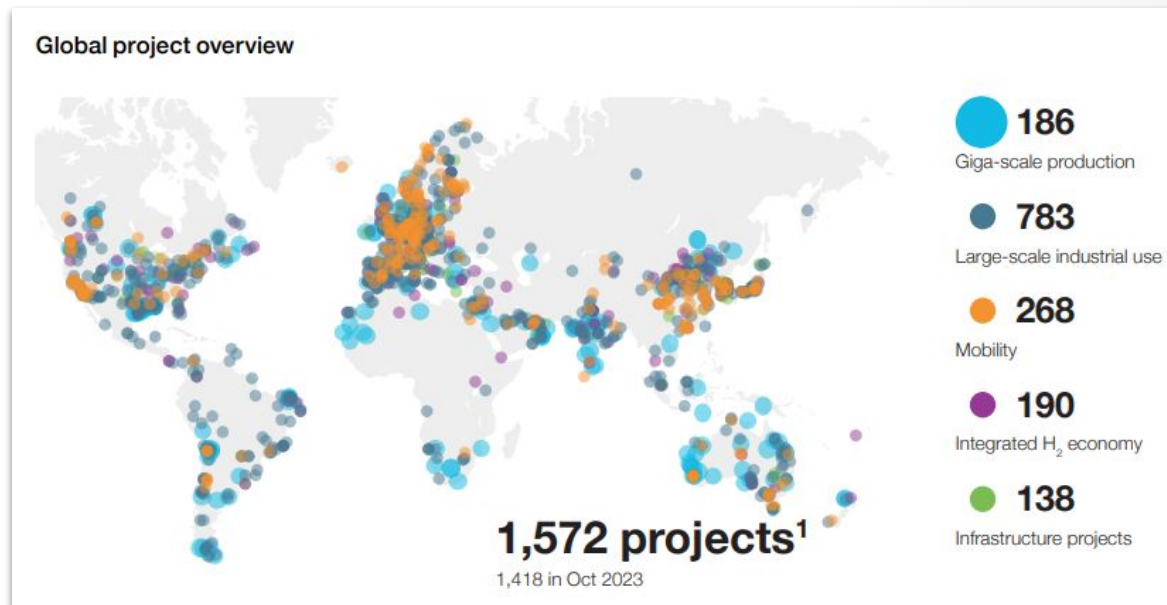 Global project overview
186
Giga-scale production
783
Large-scale industrial use
268
Mobility
190
Integrated H₂ economy
138
Infrastructure projects
1,572 projects¹
1,418 in Oct 2023